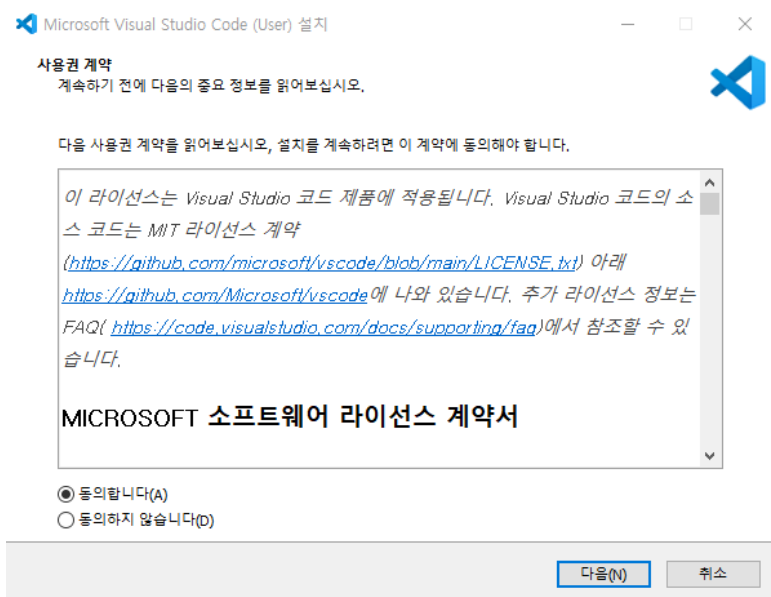 Microsoft Visual Studio Code (User) 설치
사용권 계약
계속하기 전에 다음의 중요 정보를 읽어보십시오.
다음 사용권 계약을 읽어보십시오, 설치를 계속하려면 이 계약에 동의해야 합니다.
이 라이선스는 Visual Studio 코드 제품에 적용됩니다. Visual Studio 코드의 소
스 코드는 MIT 라이선스 계약
(https://github.com/microsoft/vscode/blob/main/LICENSE.txt) 아래
https://github.com/Microsoft/vscode에 나와 있습니다. 추가 라이선스 정보는
FAQ( https://code.visualstudio.com/docs/supporting/faq)에서 참조할 수 있
습니다.
MICROSOFT 소프트웨어 라이선스 계약서
동의합니다(A)
동의하지 않습니다(D)
다음(N) 취소